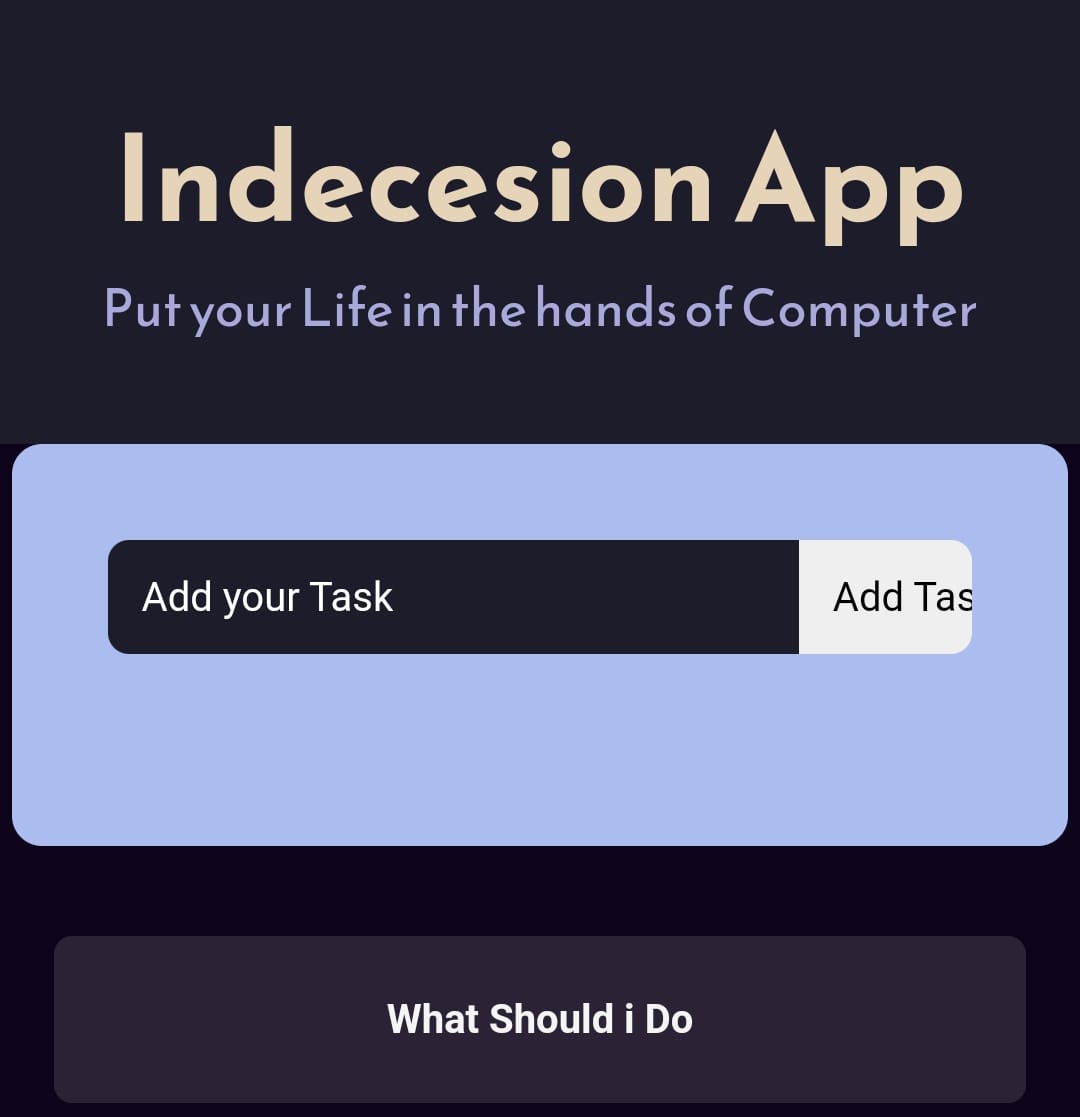 Indecesion App
Put your Life in the hands of Computer
Add your Task
Add Tas
What Should i Do